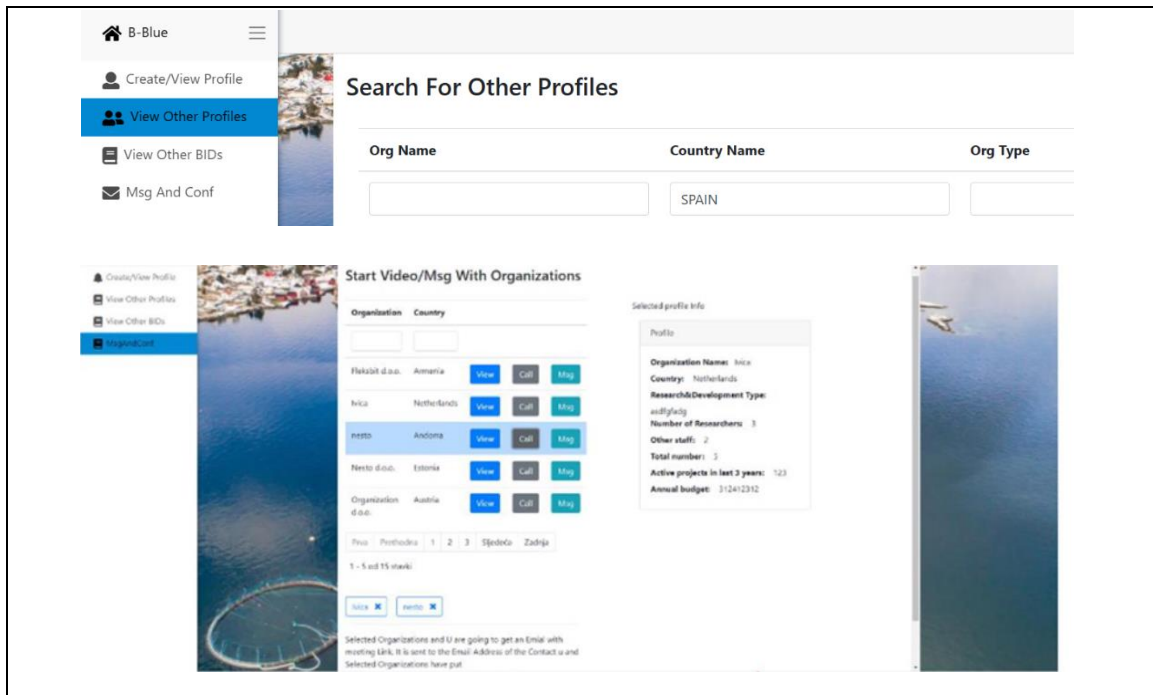 B-Blue
Create/View Profile
View Other Profiles
View Other BIDs
Msg And Conf
Search For Other Profiles
Org Name Country Name Org Type
SPAIN
Create/View Profile
View Other Profiles
View Other BIDs
MsgAndConf
Start Video/Msg With Organizations
Organization Country
Fleksbit d.o.o. Armenia View Call Msg
Ivica Netherlands View Call Msg
nesto Andorra View Call Msg
Nesto d.o.o. Estonia View Call Msg
Organization Austria View Call Msg
d.o.o.
Prva Prethodna 1 2 3 Sljedeća Zadnja
1 - 5 od 15 stavki
Ivica ✖ nesto ✖
Selected Organizations and U are going to get an Emial with
meeting Link. It is sent to the Email Address of the Contact u and
Selected Organizations have put
Selected profile Info
Profile
Organization Name: Ivica
Country: Netherlands
Research&Development Type:
Number of Researchers: 3
Other staff: 2
Total number: 5
Active projects in last 3 years: 123
Annual budget: 312412312